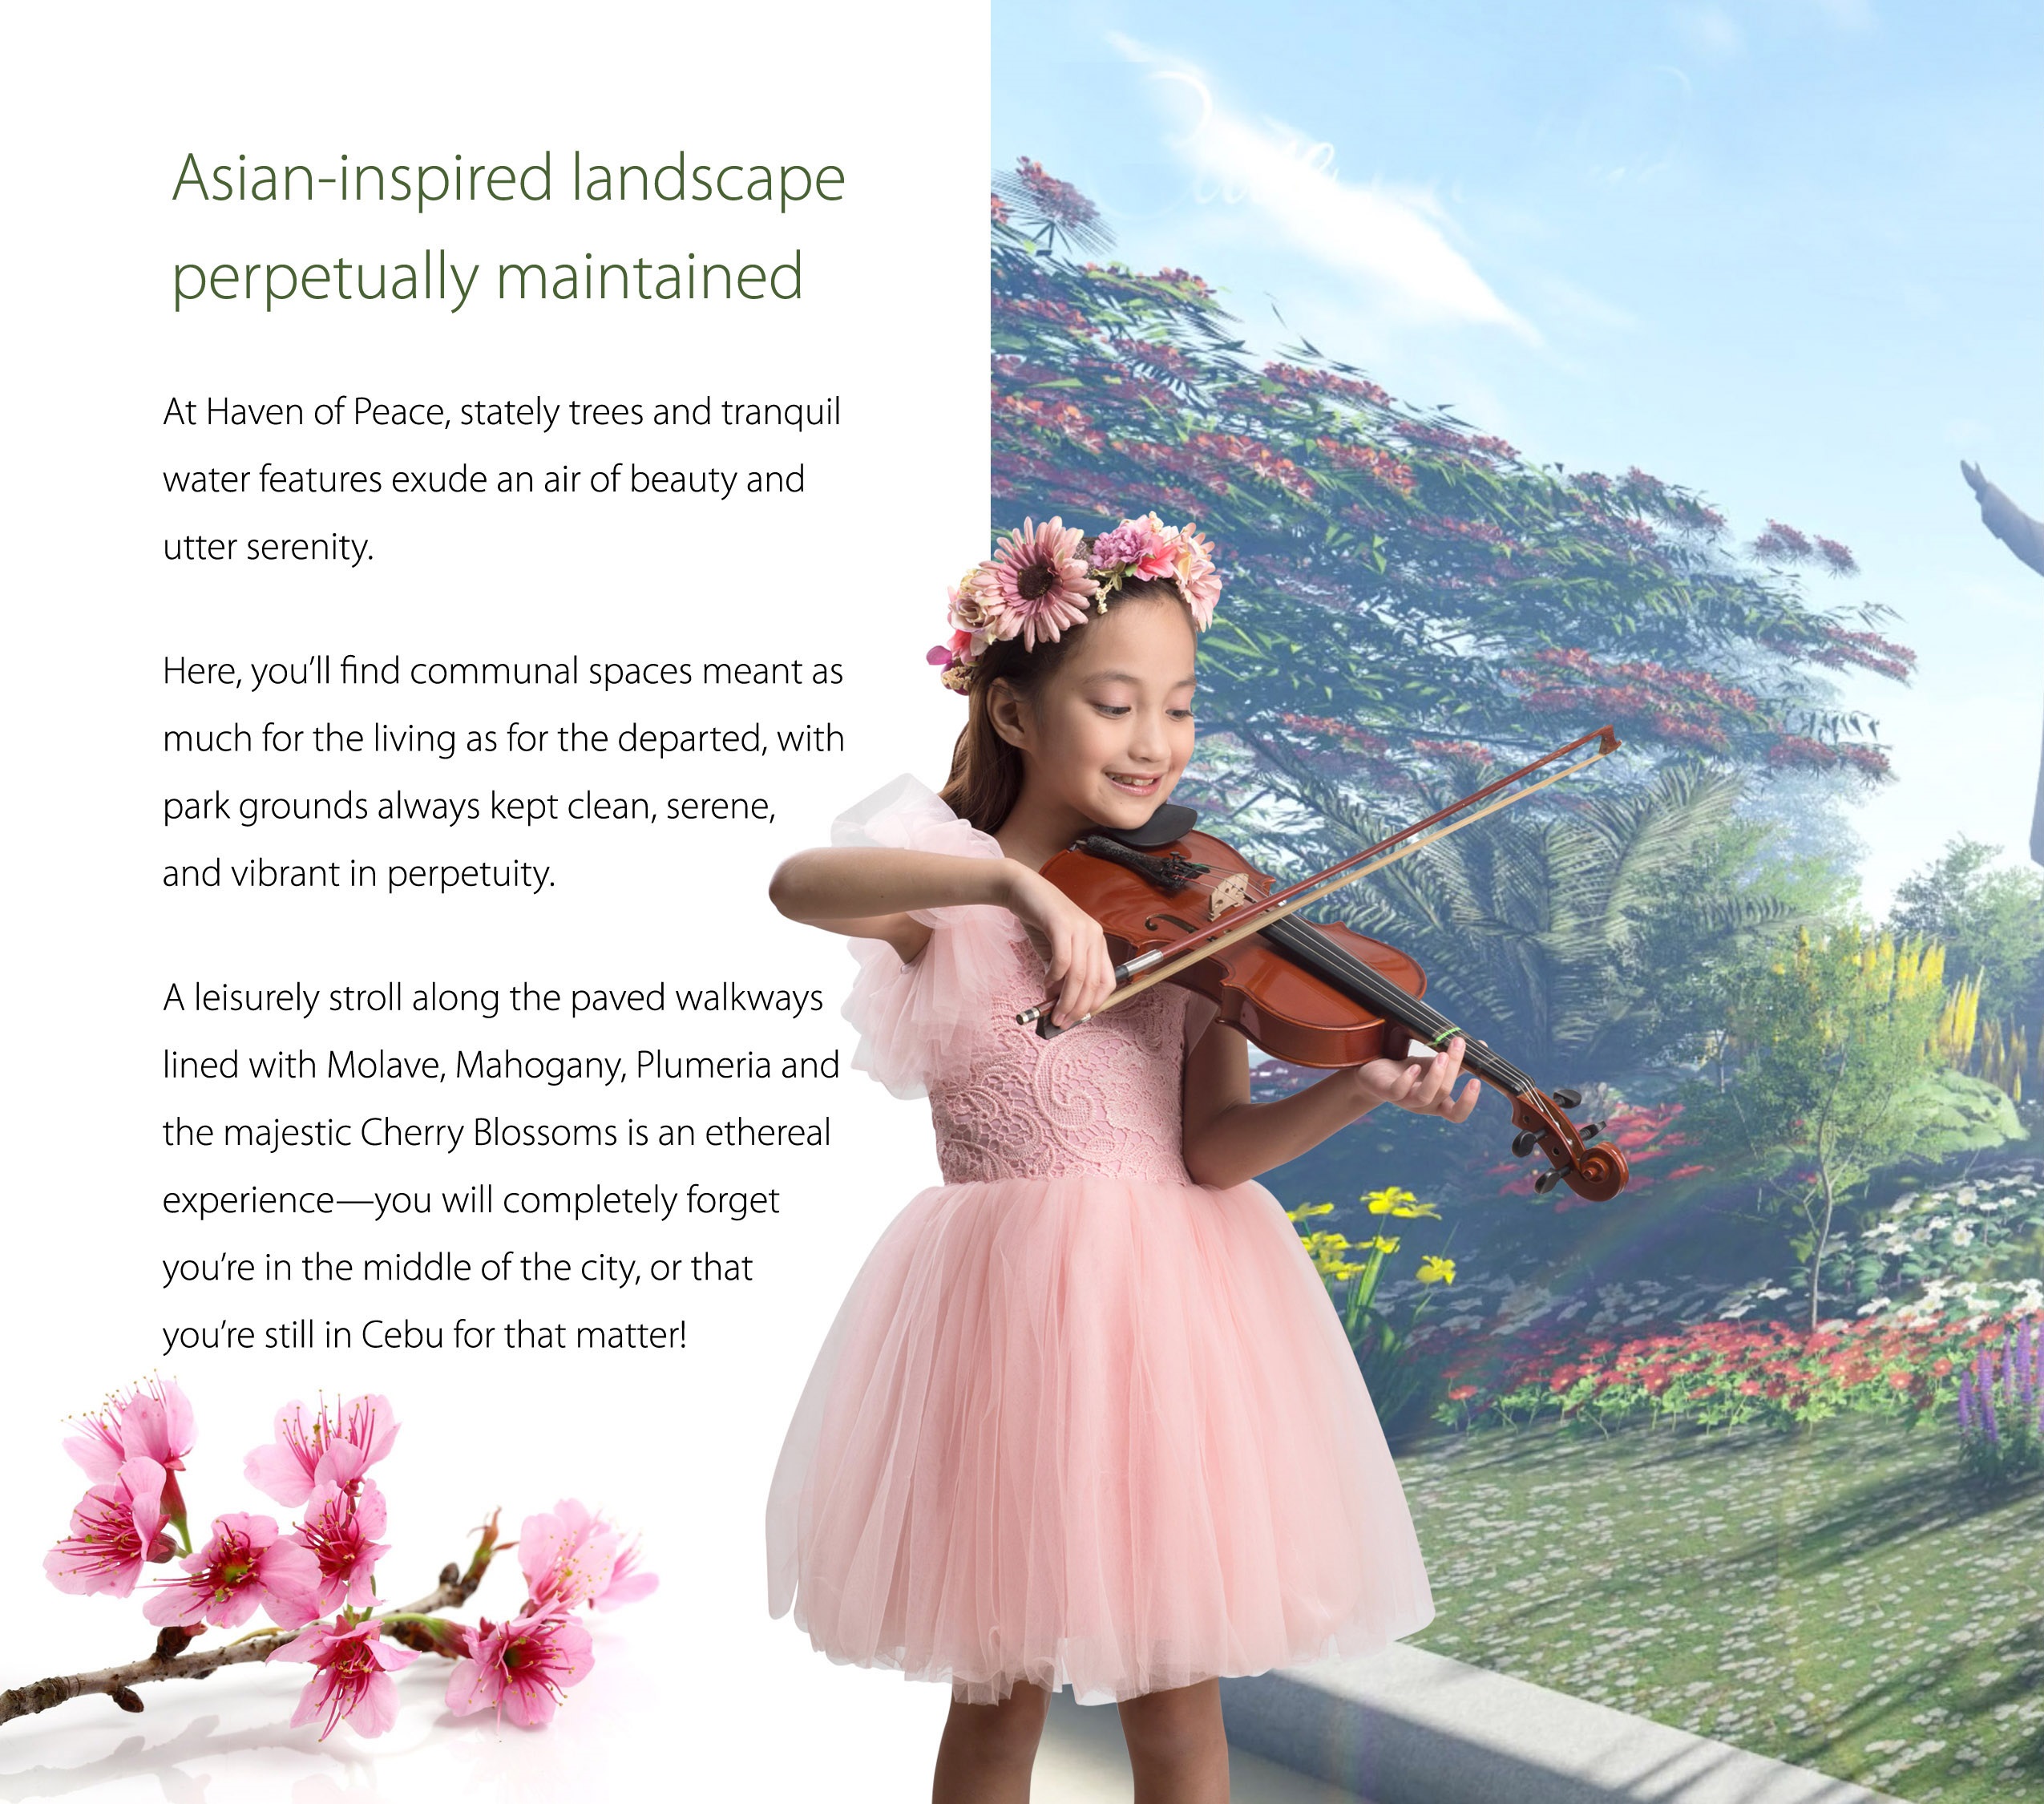 Asian-inspired landscape
perpetually maintained
At Haven of Peace, stately trees and tranquil
water features exude an air of beauty and
utter serenity.
Here, you’ll find communal spaces meant as
much for the living as for the departed, with
park grounds always kept clean, serene,
and vibrant in perpetuity.
A leisurely stroll along the paved walkways
lined with Molave, Mahogany, Plumeria and
the majestic Cherry Blossoms is an ethereal
experience—you will completely forget
you’re in the middle of the city, or that
you’re still in Cebu for that matter!